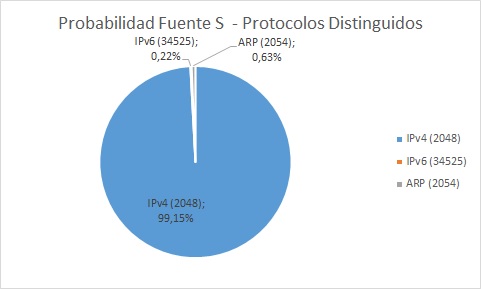 Probabilidad Fuente S - Protocolos Distinguidos
IPv6 (34525);
0,22%
ARP (2054);
0,63%
IPv4 (2048);
99,15%
IPv4 (2048)
IPv6 (34525)
ARP (2054)